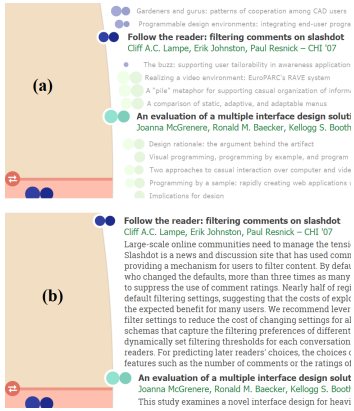 Gardeners and gurus: patterns of cooperation among CAD users
Programmable design environments: integrating end-user progra
Follow the reader: filtering comments on slashdot
Cliff A.C. Lampe, Erik Johnston, Paul Resnick – CHI '07
The buzz: supporting user tailorability in awareness application
Realizing a video environment: EuroPARC's RAVE system
(a)
A "pile" metaphor for supporting casual organization of informa
A comparison of static, adaptive, and adaptable menus
An evaluation of a multiple interface design soluti
Joanna McGrenere, Ronald M. Baecker, Kellogg S. Booth
Design rationale: the argument behind the artifact
Visual programming, programming by example, and program
Two approaches to casual interaction over computer and vide
Programming by a sample: rapidly creating web applications
Implications for design
Follow the reader: filtering comments on slashdot
Cliff A.C. Lampe, Erik Johnston, Paul Resnick – CHI '07
Large-scale online communities need to manage the tensi
Slashdot is a news and discussion site that has used comm
providing a mechanism for users to filter content. By defau
who changed the defaults, more than three times as many
(b)
to suppress the use of comment ratings. Nearly half of regi
default filtering settings, suggesting that the costs of explo
the expected benefit for many users. We recommend lever
filter settings to reduce the cost of changing settings for al
schemas that capture the filtering preferences of different
dynamically set filtering thresholds for each conversation
readers. For predicting later readers' choices, the choices o
features such as the number of comments or the ratings of
An evaluation of a multiple interface design solut
Joanna McGrenere, Ronald M. Baecker, Kellogg S. Booth
This study examines a novel interface design for heavi